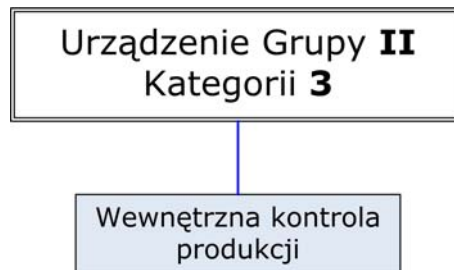 Urządzenie Grupy II
Kategorii 3
Wewnętrzna kontrola
produkcji